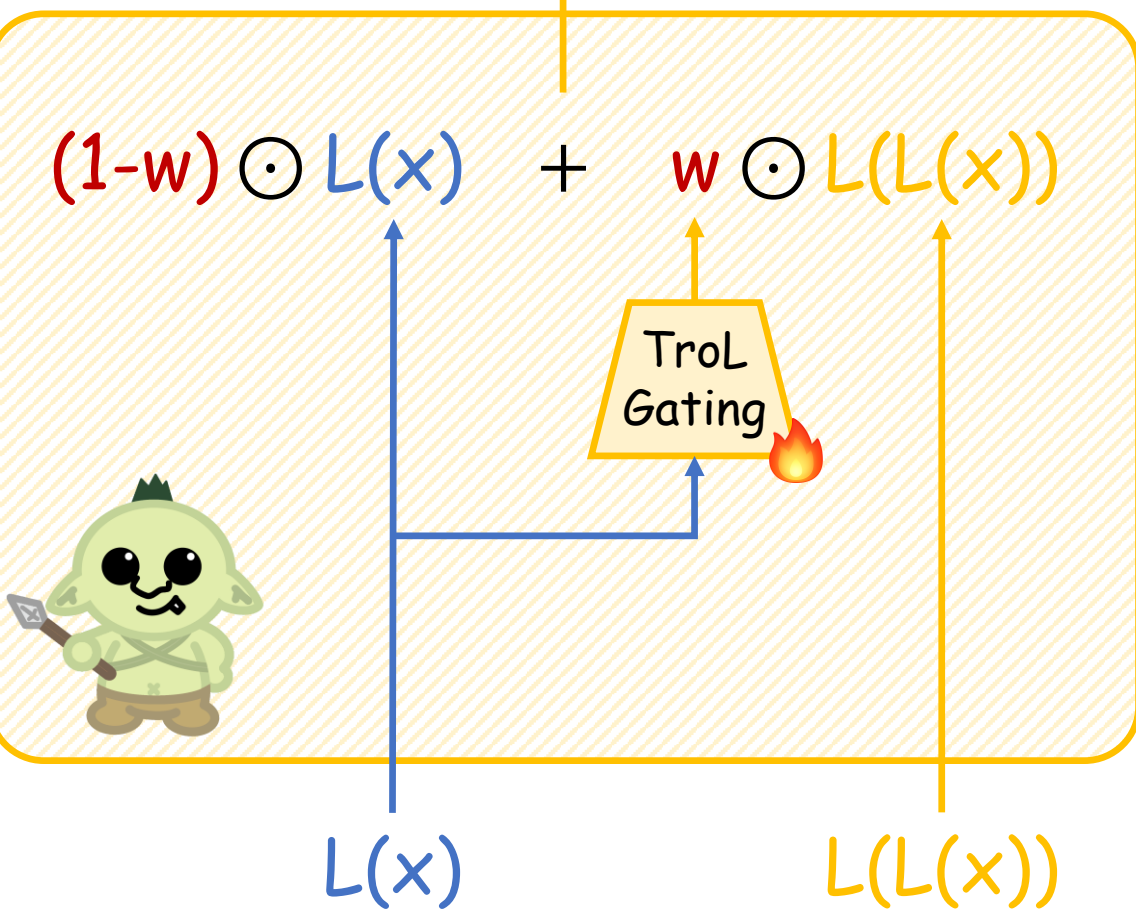 (1-w) ⊙ L(x) + w ⊙ L(L(x))
TroL
Gating
L(x) L(L(x))